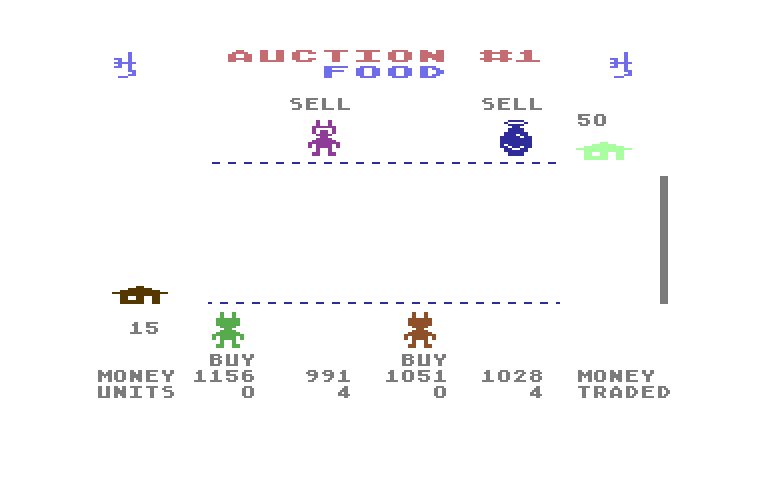 AUCTION #1
FOOD
SELL SELL
50
15
BUY BUY
MONEY 1156 991 1051 1028 MONEY
UNITS 0 4 0 4 TRADED